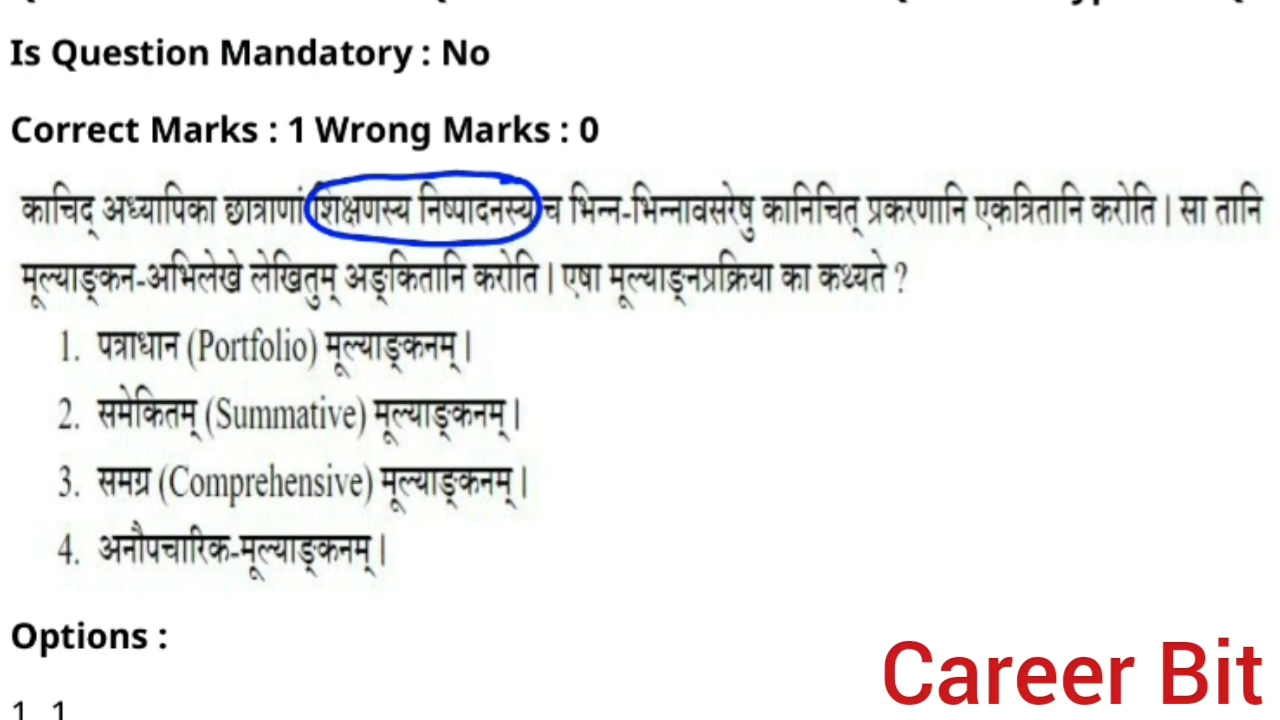 Is Question Mandatory : No
Correct Marks : 1 Wrong Marks : 0
काचिद् अध्यापिका छात्राणां शिक्षणस्य निष्पादनस्य च भिन्न-भिन्नावसरेषु कानिचित् प्रकरणानि एकत्रितानि करोति । सा तानि
मूल्याङ्कन-अभिलेखे लेखितुम् अङ्कितानि करोति । एषा मूल्याङ्नप्रक्रिया का कथ्यते ?
1. पत्राधान (Portfolio) मूल्याङ्कनम् ।
2. समेकितम् (Summative) मूल्याङ्कनम् ।
3. समग्र (Comprehensive) मूल्याङ्कनम् ।
4. अनौपचारिक-मूल्याङ्कनम् ।
Options :
Career Bit
1. 1